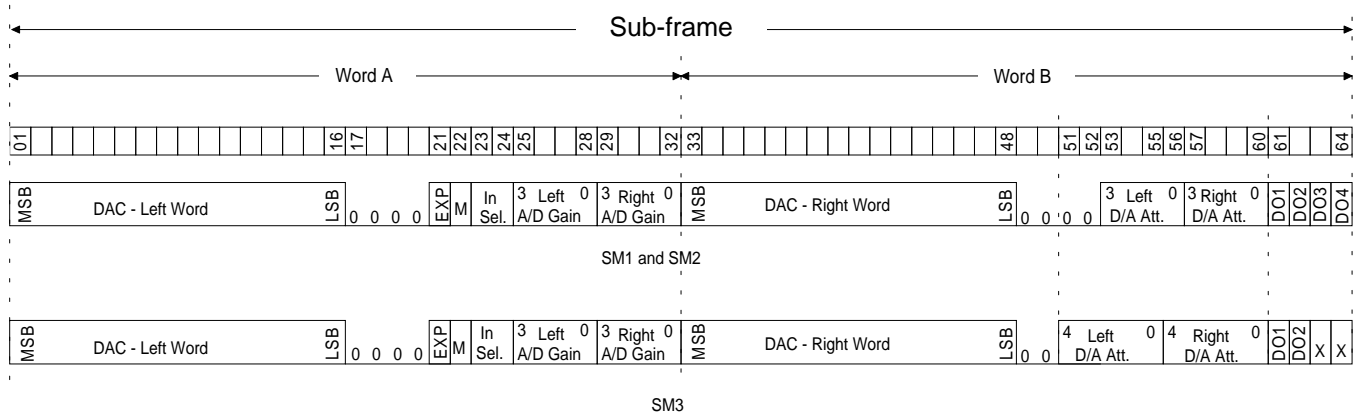 Sub-frame
Word A Word B
01 16 17 21 22 23 24 25 28 29 32 33 48 51 52 53 55 56 57 60 61 64
MSB DAC - Left Word LSB 0 0 0 0 EXP M In Sel. 3 Left 0 A/D Gain 3 Right 0 A/D Gain MSB DAC - Right Word LSB 0 0 0 0 3 Left 0 D/A Att. 3 Right 0 D/A Att. DO1 DO2 DO3 DO4
SM1 and SM2
MSB DAC - Left Word LSB 0 0 0 0 EXP M In Sel. 3 Left 0 A/D Gain 3 Right 0 A/D Gain MSB DAC - Right Word LSB 0 0 4 Left 0 D/A Att. 4 Right 0 D/A Att. DO1 DO2 X X
SM3